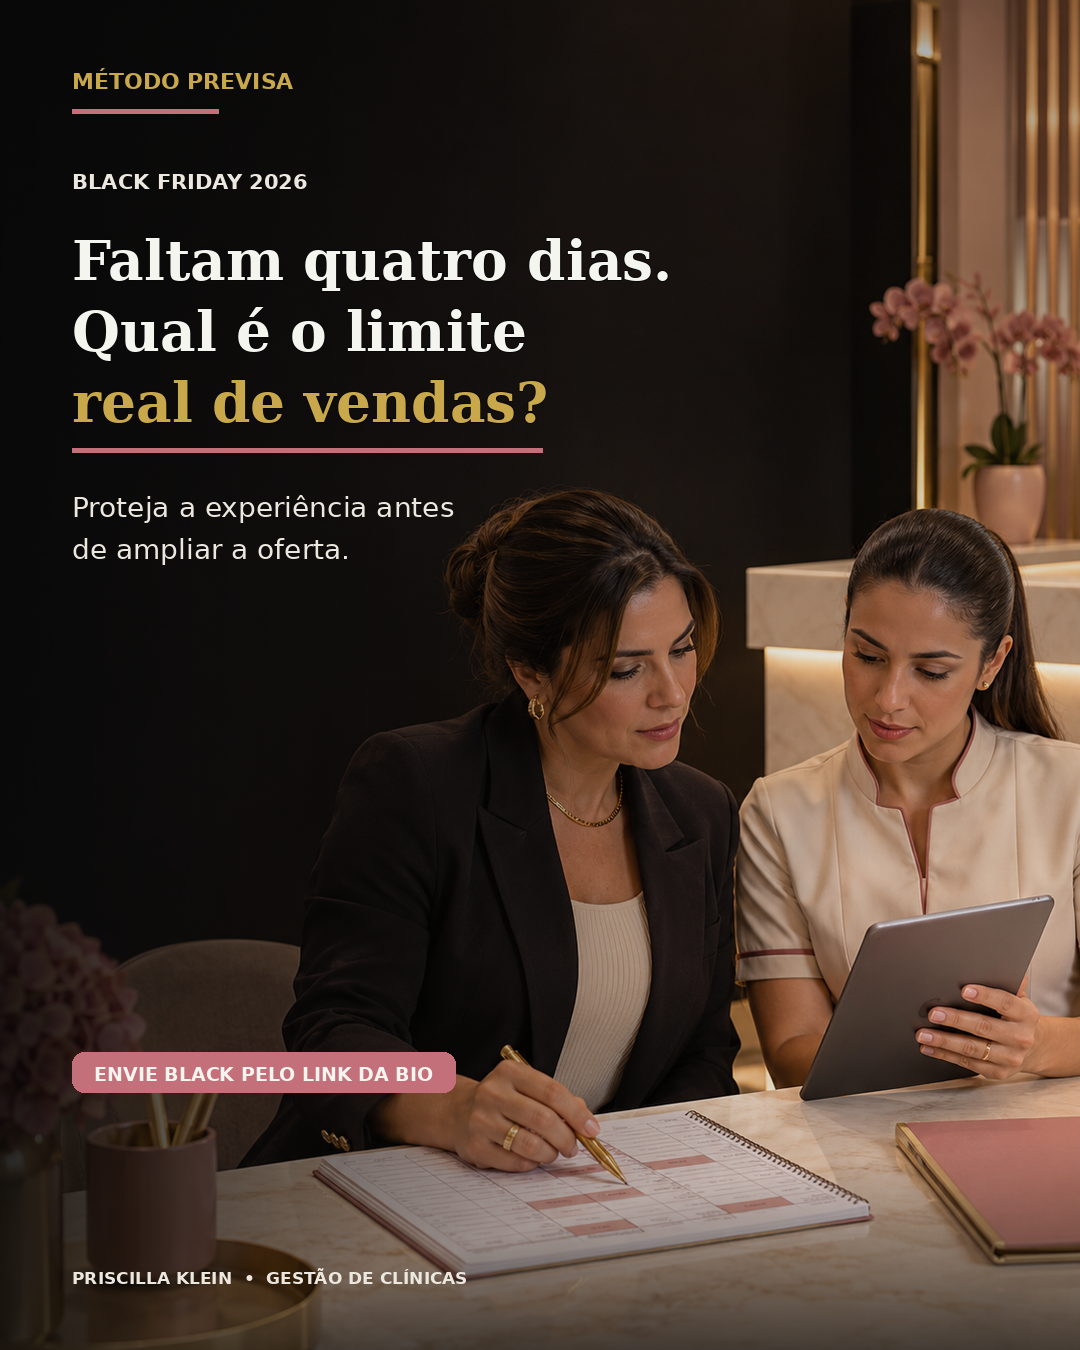 MÉTODO PREVISA
BLACK FRIDAY 2026
Faltam quatro dias.
Qual é o limite
real de vendas?
Proteja a experiência antes
de ampliar a oferta.
ENVIE BLACK PELO LINK DA BIO
PRISCILLA KLEIN • GESTÃO DE CLÍNICAS